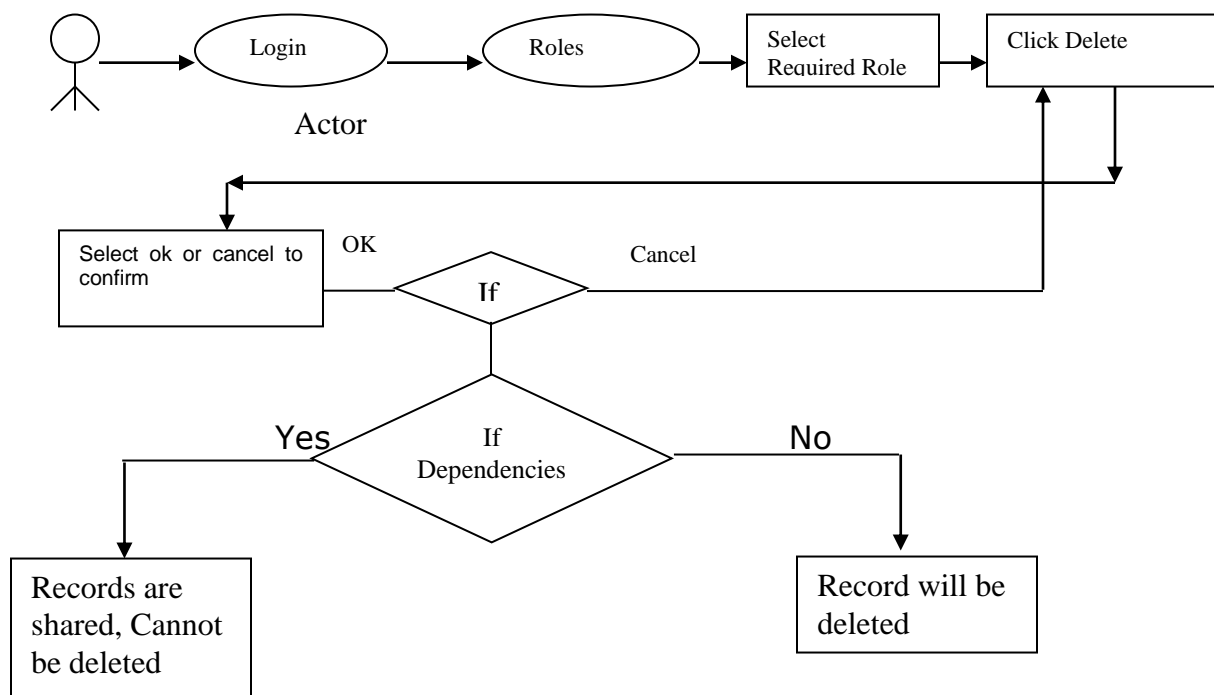 Login
Roles
Select
Required Role
Click Delete
Actor
Select ok or cancel to
confirm
OK
If
Cancel
Yes
If
Dependencies
No
Records are
shared, Cannot
be deleted
Record will be
deleted